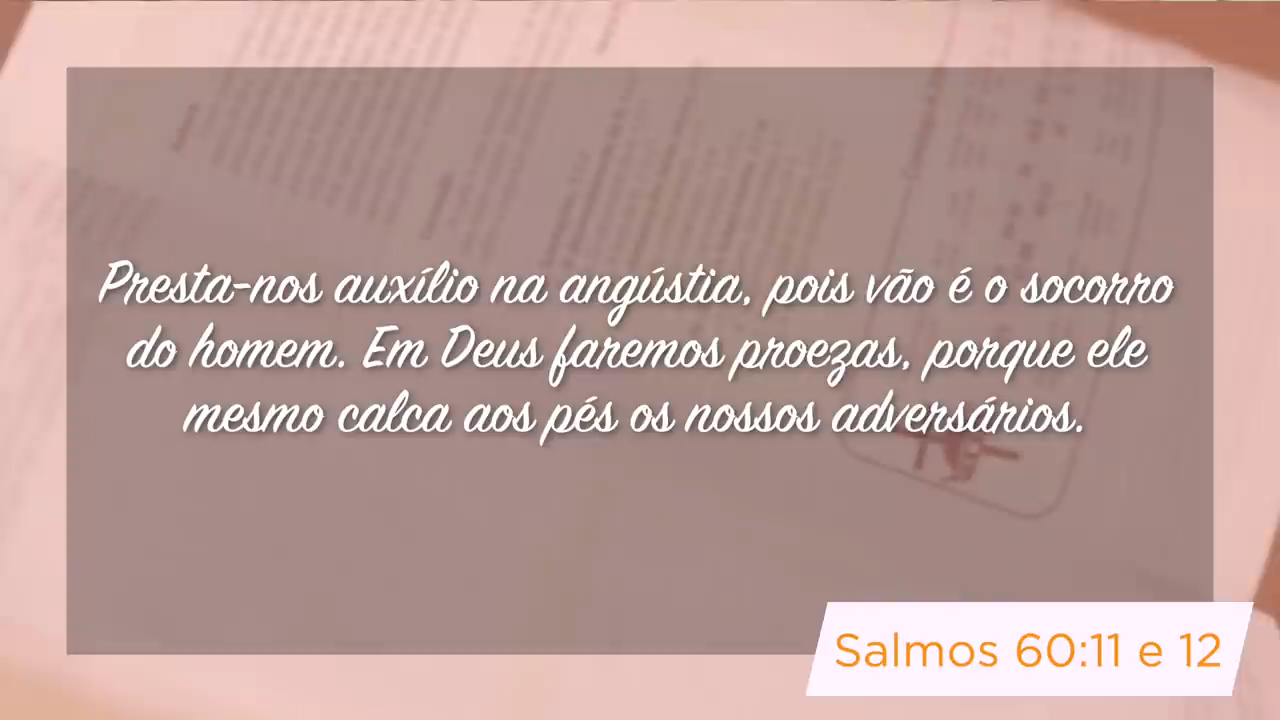 Presta-nos auxílio na angústia, pois vão é o socorro
do homem. Em Deus faremos proezas, porque ele
mesmo calca aos pés os nossos adversários.
Salmos 60:11 e 12